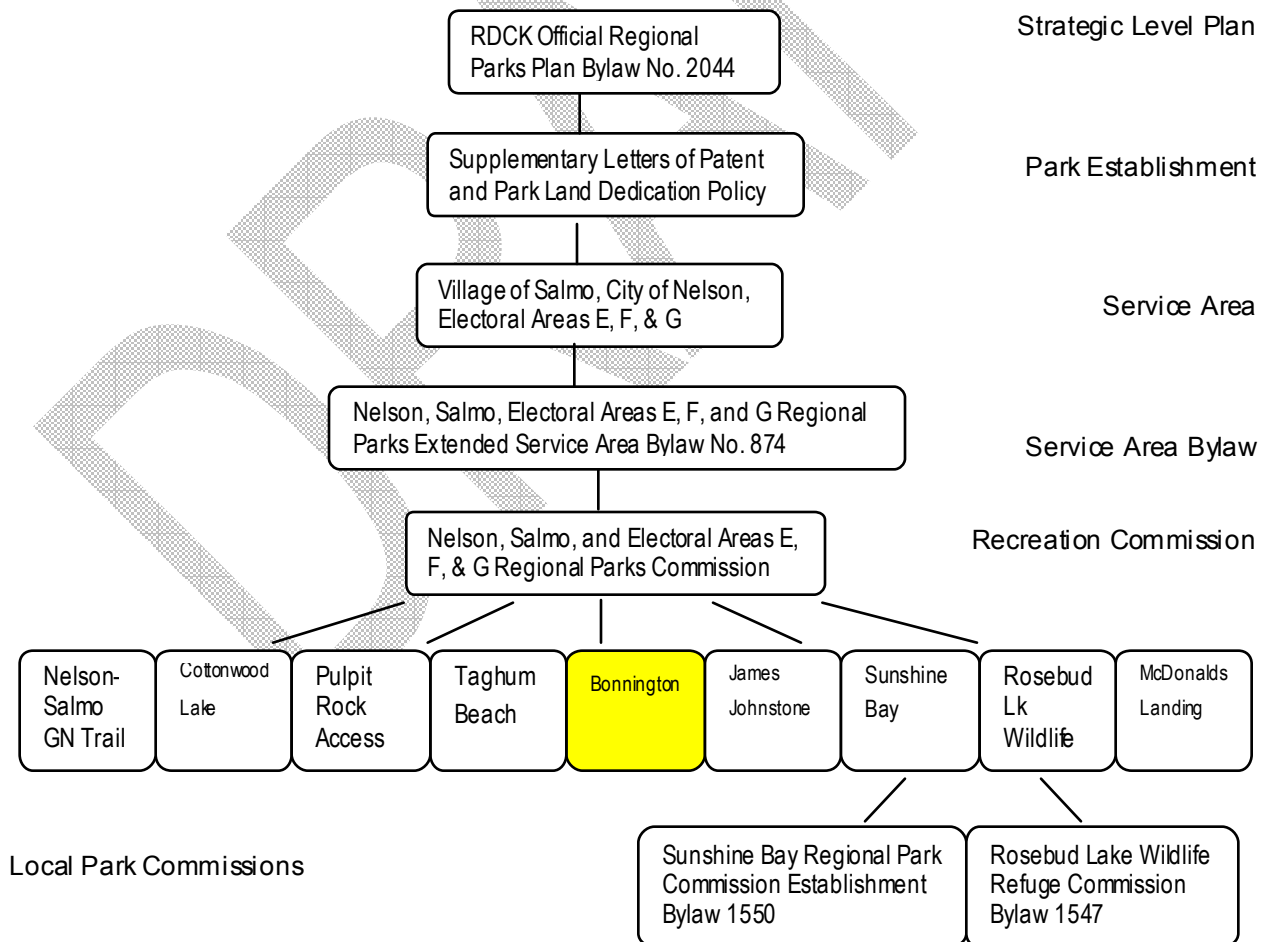 RDCK Official Regional
Parks Plan Bylaw No. 2044
Strategic Level Plan
Supplementary Letters of Patent
and Park Land Dedication Policy
Park Establishment
Village of Salmo, City of Nelson,
Electoral Areas E, F, & G
Service Area
Nelson, Salmo, Electoral Areas E, F, and G Regional
Parks Extended Service Area Bylaw No. 874
Service Area Bylaw
Nelson, Salmo, and Electoral Areas E,
F, & G Regional Parks Commission
Recreation Commission
Nelson-
Salmo
GN Trail
Cottonwood
Lake
Pulpit
Rock
Access
Taghum
Beach
Bonnington
James
Johnstone
Sunshine
Bay
Rosebud
Lk
Wildlife
McDonalds
Landing
Local Park Commissions
Sunshine Bay Regional Park
Commission Establishment
Bylaw 1550
Rosebud Lake Wildlife
Refuge Commission
Bylaw 1547
DRAFT